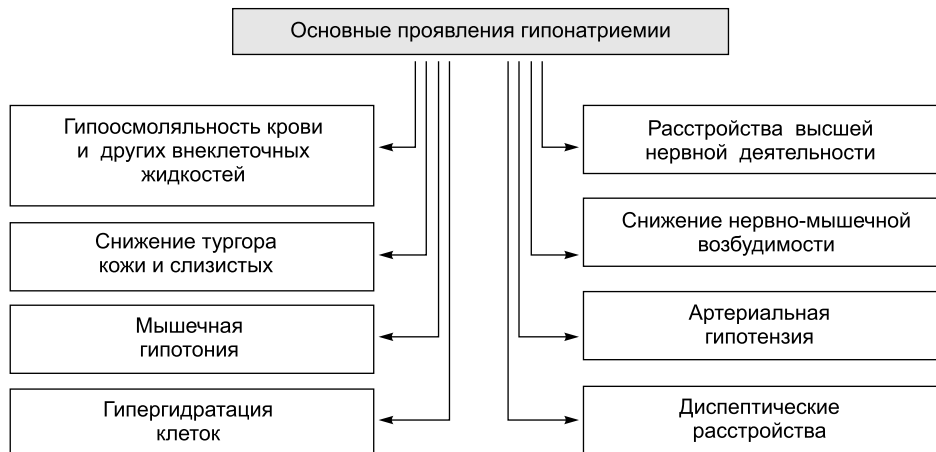 Основные проявления гипонатриемии
Гипоосмоляльность крови
и других внеклеточных
жидкостей
Снижение тургора
кожи и слизистых
Мышечная
гипотония
Гипергидратация
клеток
Расстройства высшей
нервной деятельности
Снижение нервно-мышечной
возбудимости
Артериальная
гипотензия
Диспептические
расстройства